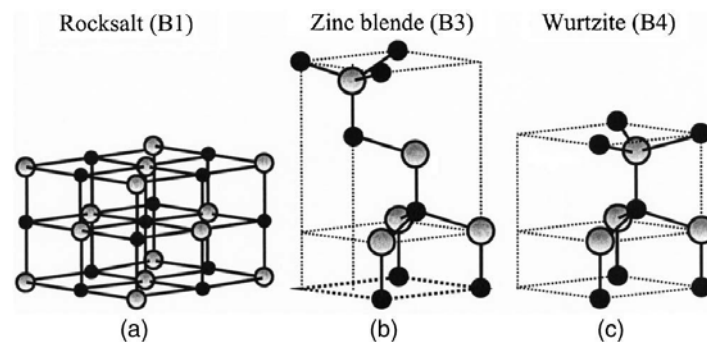 Rocksalt (B1)
Zinc blende (B3)
Wurtzite (B4)
(a)
(b)
(c)